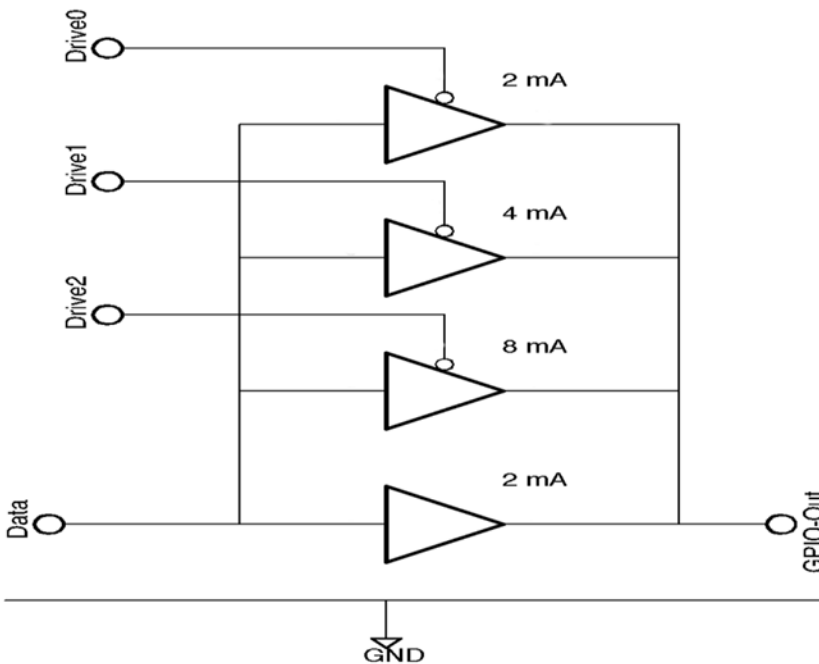 Drive0
2 mA
Drive1
4 mA
Drive2
8 mA
Data
2 mA
GPIO-Out
GND